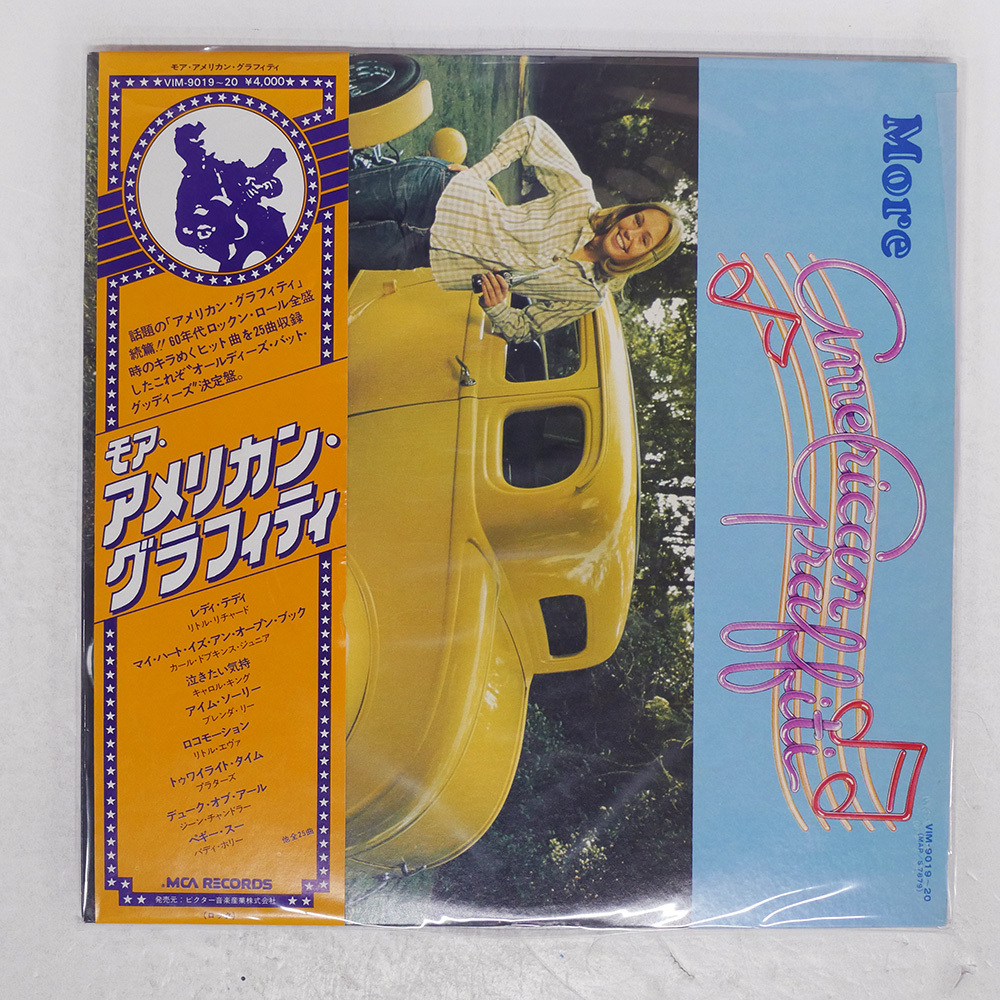 モア・アメリカン・グラフィティ
VIM-9019~20 ¥4,000
話題の「アメリカン・グラフィティ」
続篇!! 60年代ロックン・ロール全盛
時のキラめくヒット曲を25曲収録
したこれぞ"オールディーズ・バット・
グッディーズ"決定盤。
モア・
アメリカン・
グラフィティ
レディ・テディ
リトル・リチャード
マイ・ハート・イズ・アン・オープン・ブック
カール・ドブキンス・ジュニア
泣きたい気持
キャロル・キング
アイム・ソーリー
ブレンダ・リー
ロコモーション
リトル・エヴァ
トゥワイライト・タイム
プラターズ
デューク・オブ・アール
ジーン・チャンドラー
ペギー・スー
バディ・ホリー
他全25曲
MCA RECORDS
発売元:ビクター音楽産業株式会社
More
American
Graffiti
VIM-9019~20